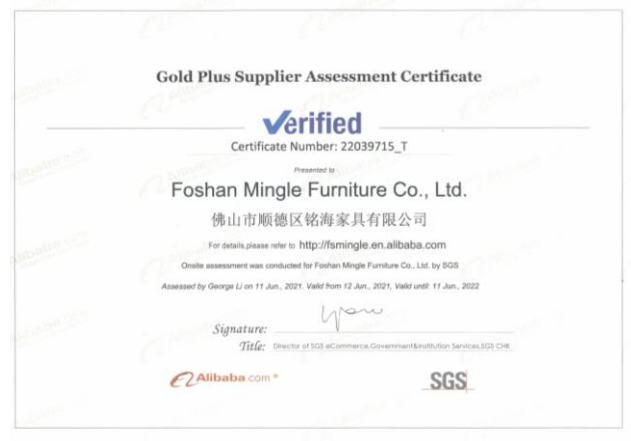 Gold Plus Supplier Assessment Certificate
Verified
Certificate Number: 22039715_T
Presented to
Foshan Mingle Furniture Co., Ltd.
佛山市顺德区铭海家具有限公司
For details,please refer to http://fsmingle.en.alibaba.com
Onsite assessment was conducted for Foshan Mingle Furniture Co., Ltd. by SGS
Assessed by George Li on 11 Jun., 2021. Valid from 12 Jun., 2021, Valid until: 11 Jun., 2022
Signature:
Title: Director of SGS eCommerce,Government&Institution Services,SGS CHK
Alibaba.com®
SGS